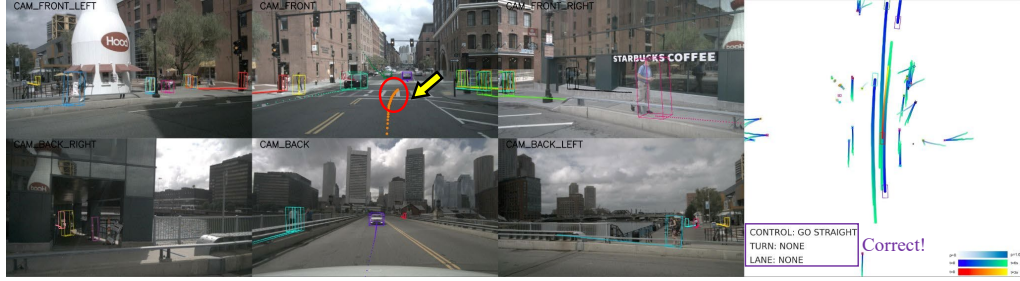 CAM_FRONT_LEFT
CAM_FRONT
CAM_FRONT_RIGHT
Hood
STARBUCKS COFFEE
CAM_BACK_RIGHT
CAM_BACK
CAM_BACK_LEFT
CONTROL: GO STRAIGHT
TURN: NONE
LANE: NONE
Correct!